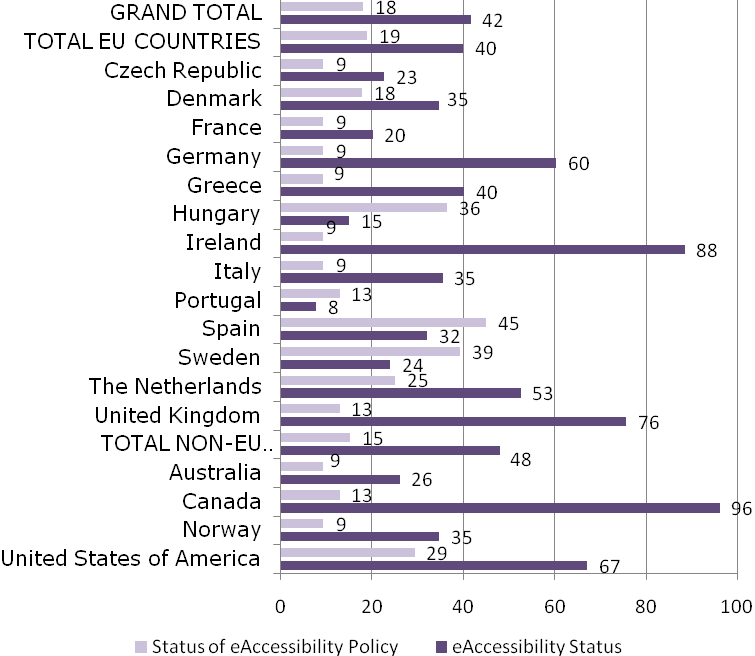 GRAND TOTAL 18 42
TOTAL EU COUNTRIES 19 40
Czech Republic 9 23
Denmark 18 35
France 9 20
Germany 9 60
Greece 9 40
Hungary 36 15
Ireland 9 88
Italy 9 35
Portugal 13 8
Spain 45 32
Sweden 39 24
The Netherlands 25 53
United Kingdom 13 76
TOTAL NON-EU.. 15 48
Australia 9 26
Canada 13 96
Norway 9 35
United States of America 29 67
0 20 40 60 80 100
Status of eAccessibility Policy eAccessibility Status